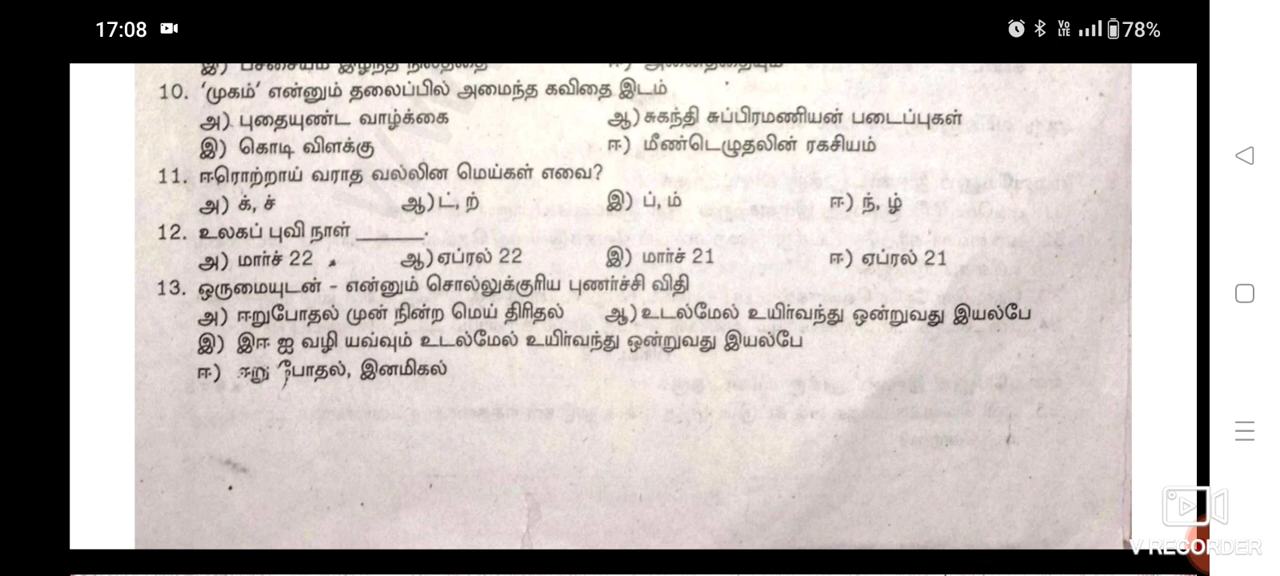 17:08
Vo LTE 78%
10. ‘முகம்’ என்னும் தலைப்பில் அமைந்த கவிதை இடம்
அ) புதையுண்ட வாழ்க்கை ஆ) சுகந்தி சுப்பிரமணியன் படைப்புகள்
இ) கொடி விளக்கு ஈ) மீண்டெழுதலின் ரகசியம்
11. ஈரொற்றாய் வராத வல்லின மெய்கள் எவை?
அ) க், ச் ஆ) ட், ற் இ) ப், ம் ஈ) ந், ழ்
12. உலகப் புவி நாள் ______.
அ) மார்ச் 22 ஆ) ஏப்ரல் 22 இ) மார்ச் 21 ஈ) ஏப்ரல் 21
13. ஒருமையுடன் – என்னும் சொல்லுக்குரிய புணர்ச்சி விதி
அ) ஈறுபோதல் முன் நின்ற மெய் திரிதல் ஆ) உடல்மேல் உயிர்வந்து ஒன்றுவது இயல்பே
இ) இஈ ஐ வழி யவ்வும் உடல்மேல் உயிர்வந்து ஒன்றுவது இயல்பே
ஈ) ஈறு போதல், இனமிகல்
V RECORDER